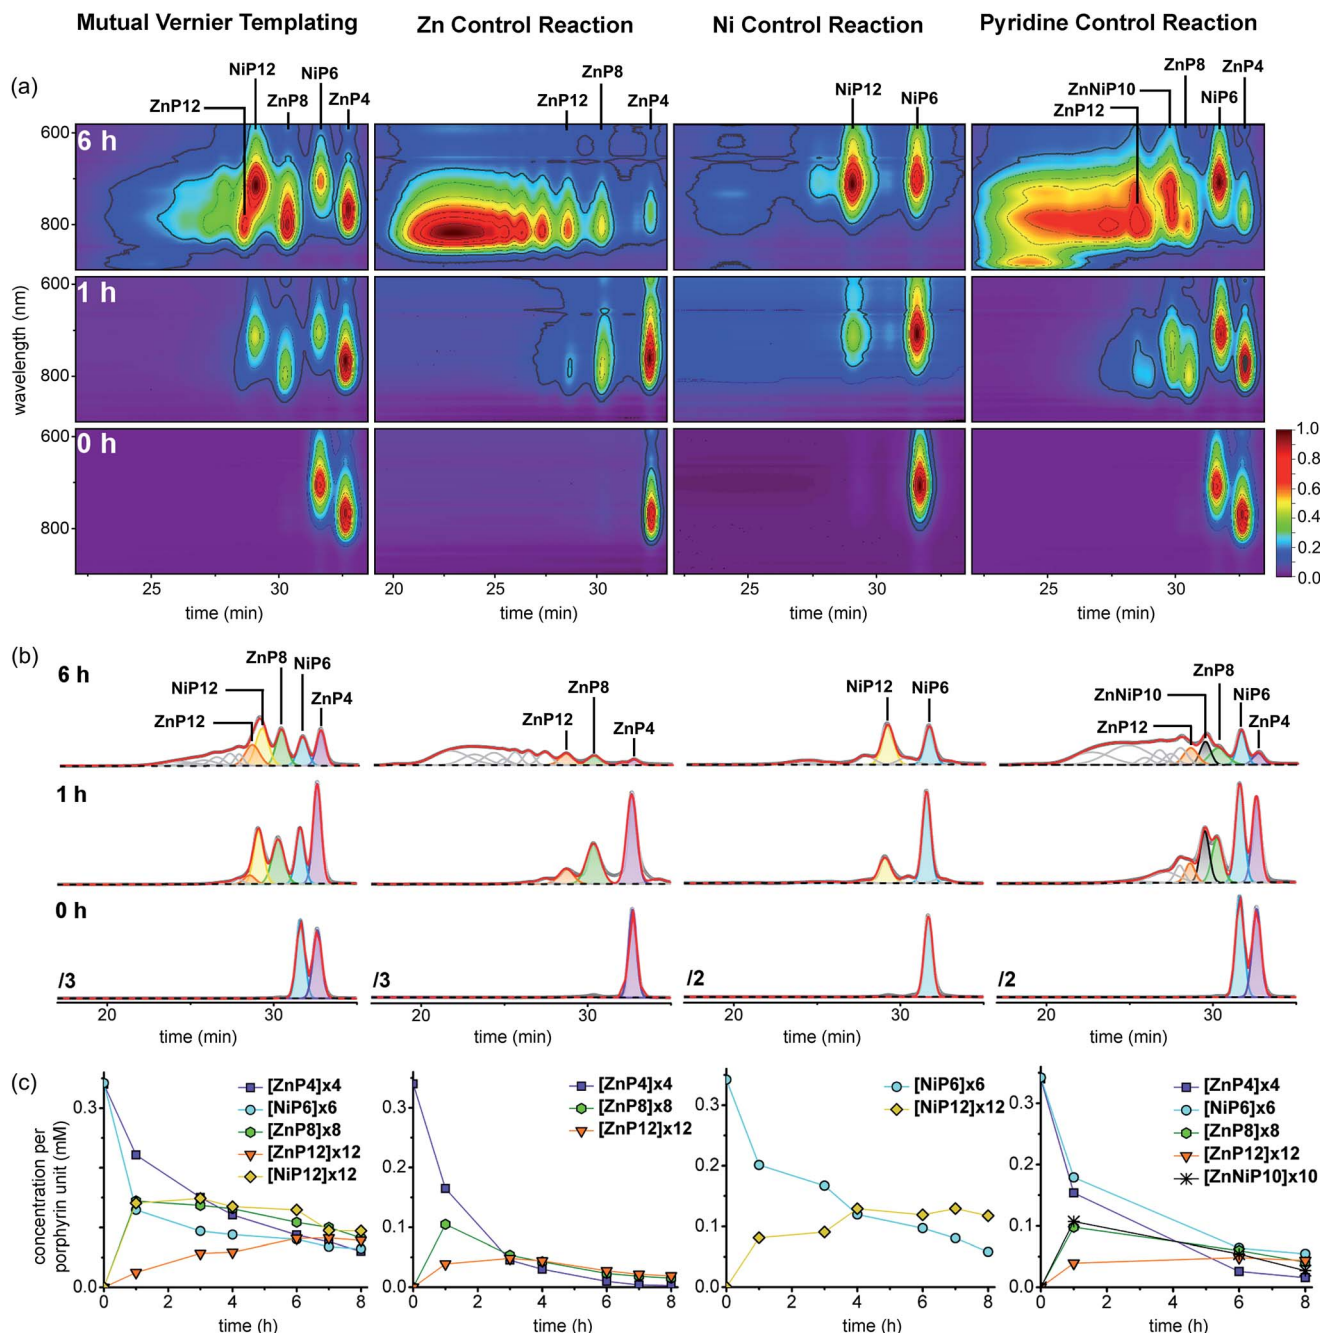 Mutual Vernier Templating
Zn Control Reaction
Ni Control Reaction
Pyridine Control Reaction
(a)
ZnP12
NiP12
ZnP8
NiP6
ZnP4
ZnP12
ZnP8
ZnP4
NiP12
NiP6
ZnP12
ZnNiP10
ZnP8
NiP6
ZnP4
6 h
1 h
0 h
600
800
600
800
600
800
wavelength (nm)
25 30
20 25 30
25 30
25 30
time (min)
time (min)
time (min)
time (min)
1.0
0.8
0.6
0.4
0.2
0.0
(b)
6 h
ZnP12
NiP12
ZnP8
NiP6
ZnP4
ZnP12
ZnP8
ZnP4
NiP12
NiP6
ZnP12
ZnNiP10
ZnP8
NiP6
ZnP4
1 h
0 h
/3
/3
/2
/2
20 30
30
20 30
20 30
time (min)
time (min)
time (min)
time (min)
(c)
concentration per
porphyrin unit (mM)
0.3
0.0
[ZnP4]x4
[NiP6]x6
[ZnP8]x8
[ZnP12]x12
[NiP12]x12
0 2 4 6 8
time (h)
0.3
0.2
0.1
0.0
[ZnP4]x4
[ZnP8]x8
[ZnP12]x12
0 2 4 6 8
time (h)
0.3
0.2
0.1
0.0
[NiP6]x6
[NiP12]x12
0 2 4 6 8
time (h)
0.3
0.2
0.1
0.0
[ZnP4]x4
[NiP6]x6
[ZnP8]x8
[ZnP12]x12
[ZnNiP10]x10
0 2 4 6 8
time (h)